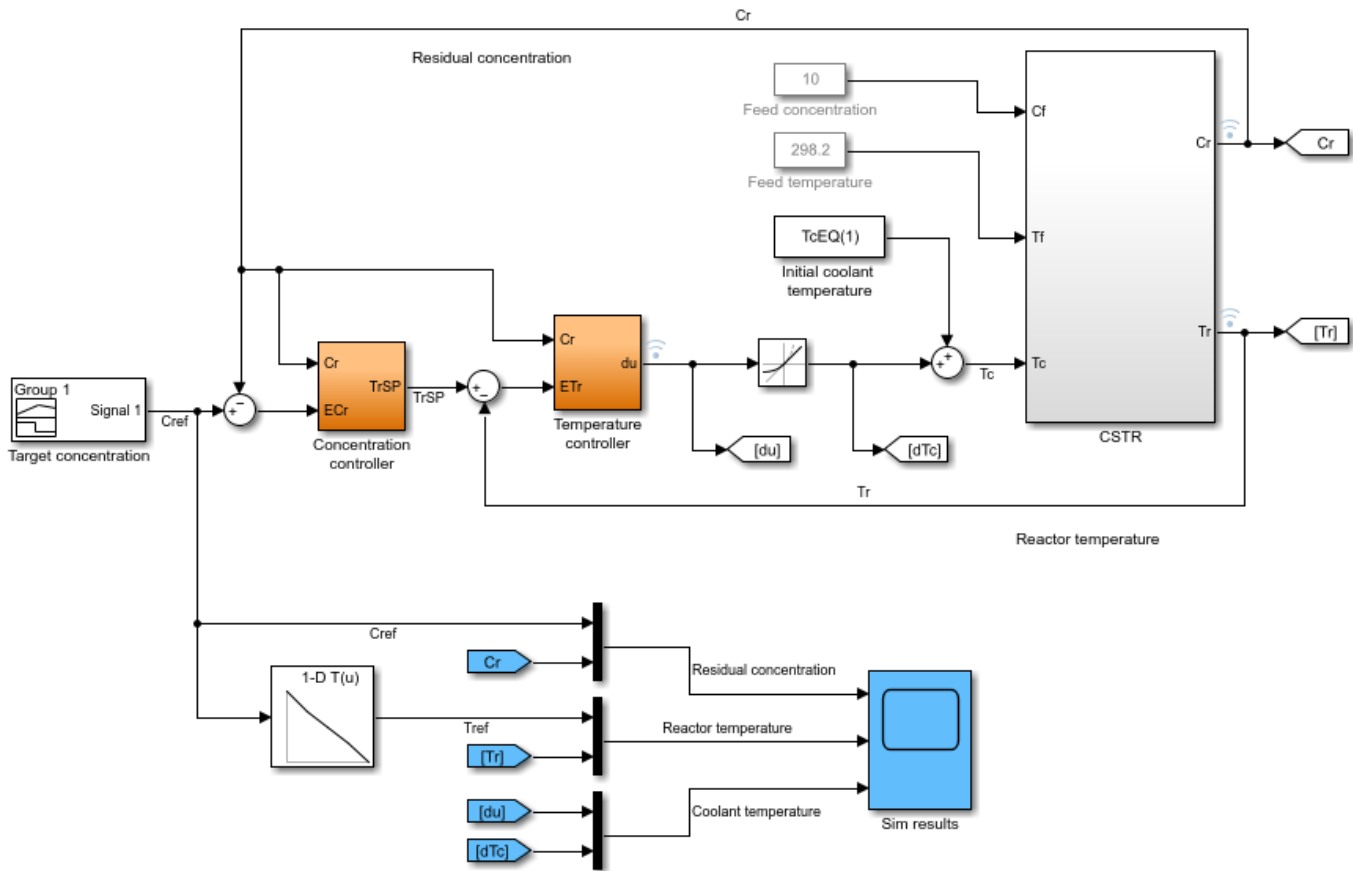 Cr
Residual concentration
10
Feed concentration
298.2
Feed temperature
TcEQ(1)
Initial coolant
temperature
Cf
Tf
Tc
Cr
Tr
CSTR
Cr
[Tr]
Group 1
Signal 1
Target concentration
Cref
+
−
Cr
ECr
TrSP
Concentration
controller
TrSP
+
−
Cr
ETr
du
Temperature
controller
+
+
Tc
[du]
[dTc]
Tr
Reactor temperature
Cref
Cr
Residual concentration
1-D T(u)
Tref
[Tr]
Reactor temperature
[du]
[dTc]
Coolant temperature
Sim results